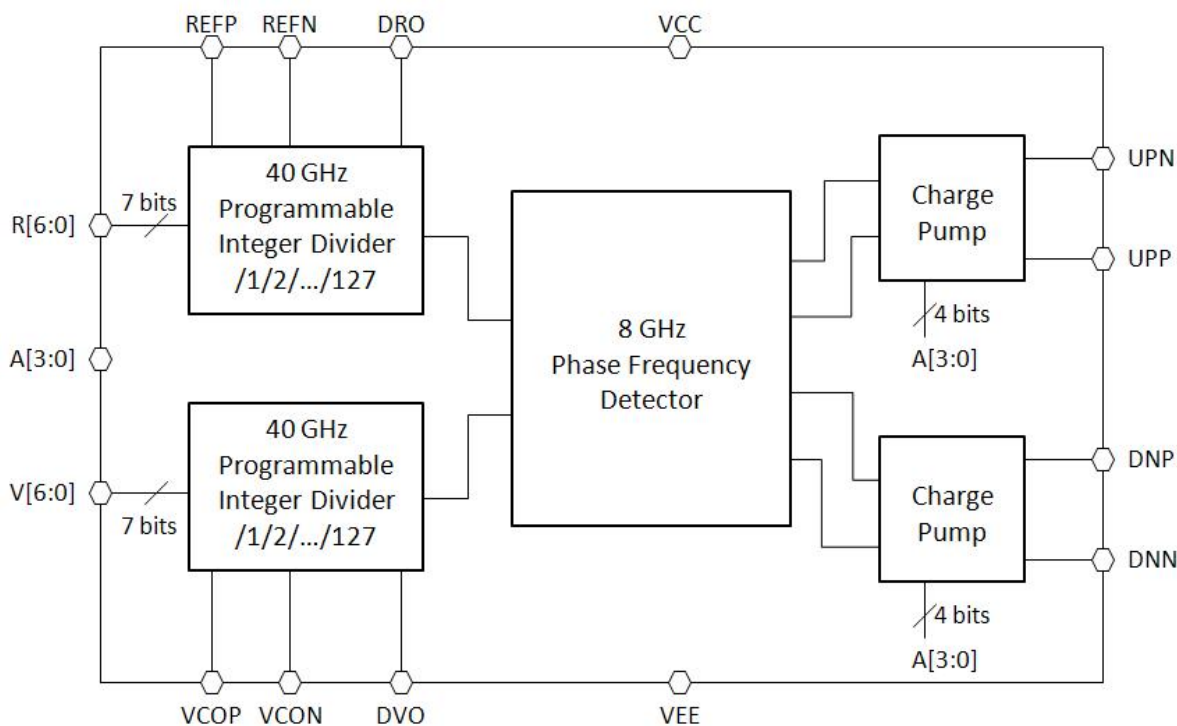 REFP
REFN
DRO
VCC
40 GHz
Programmable
Integer Divider
/1/2/.../127
7 bits
R[6:0]
A[3:0]
40 GHz
Programmable
Integer Divider
/1/2/.../127
V[6:0]
7 bits
8 GHz
Phase Frequency
Detector
Charge
Pump
4 bits
A[3:0]
UPN
UPP
Charge
Pump
4 bits
A[3:0]
DNP
DNN
VCOP
VCON
DVO
VEE